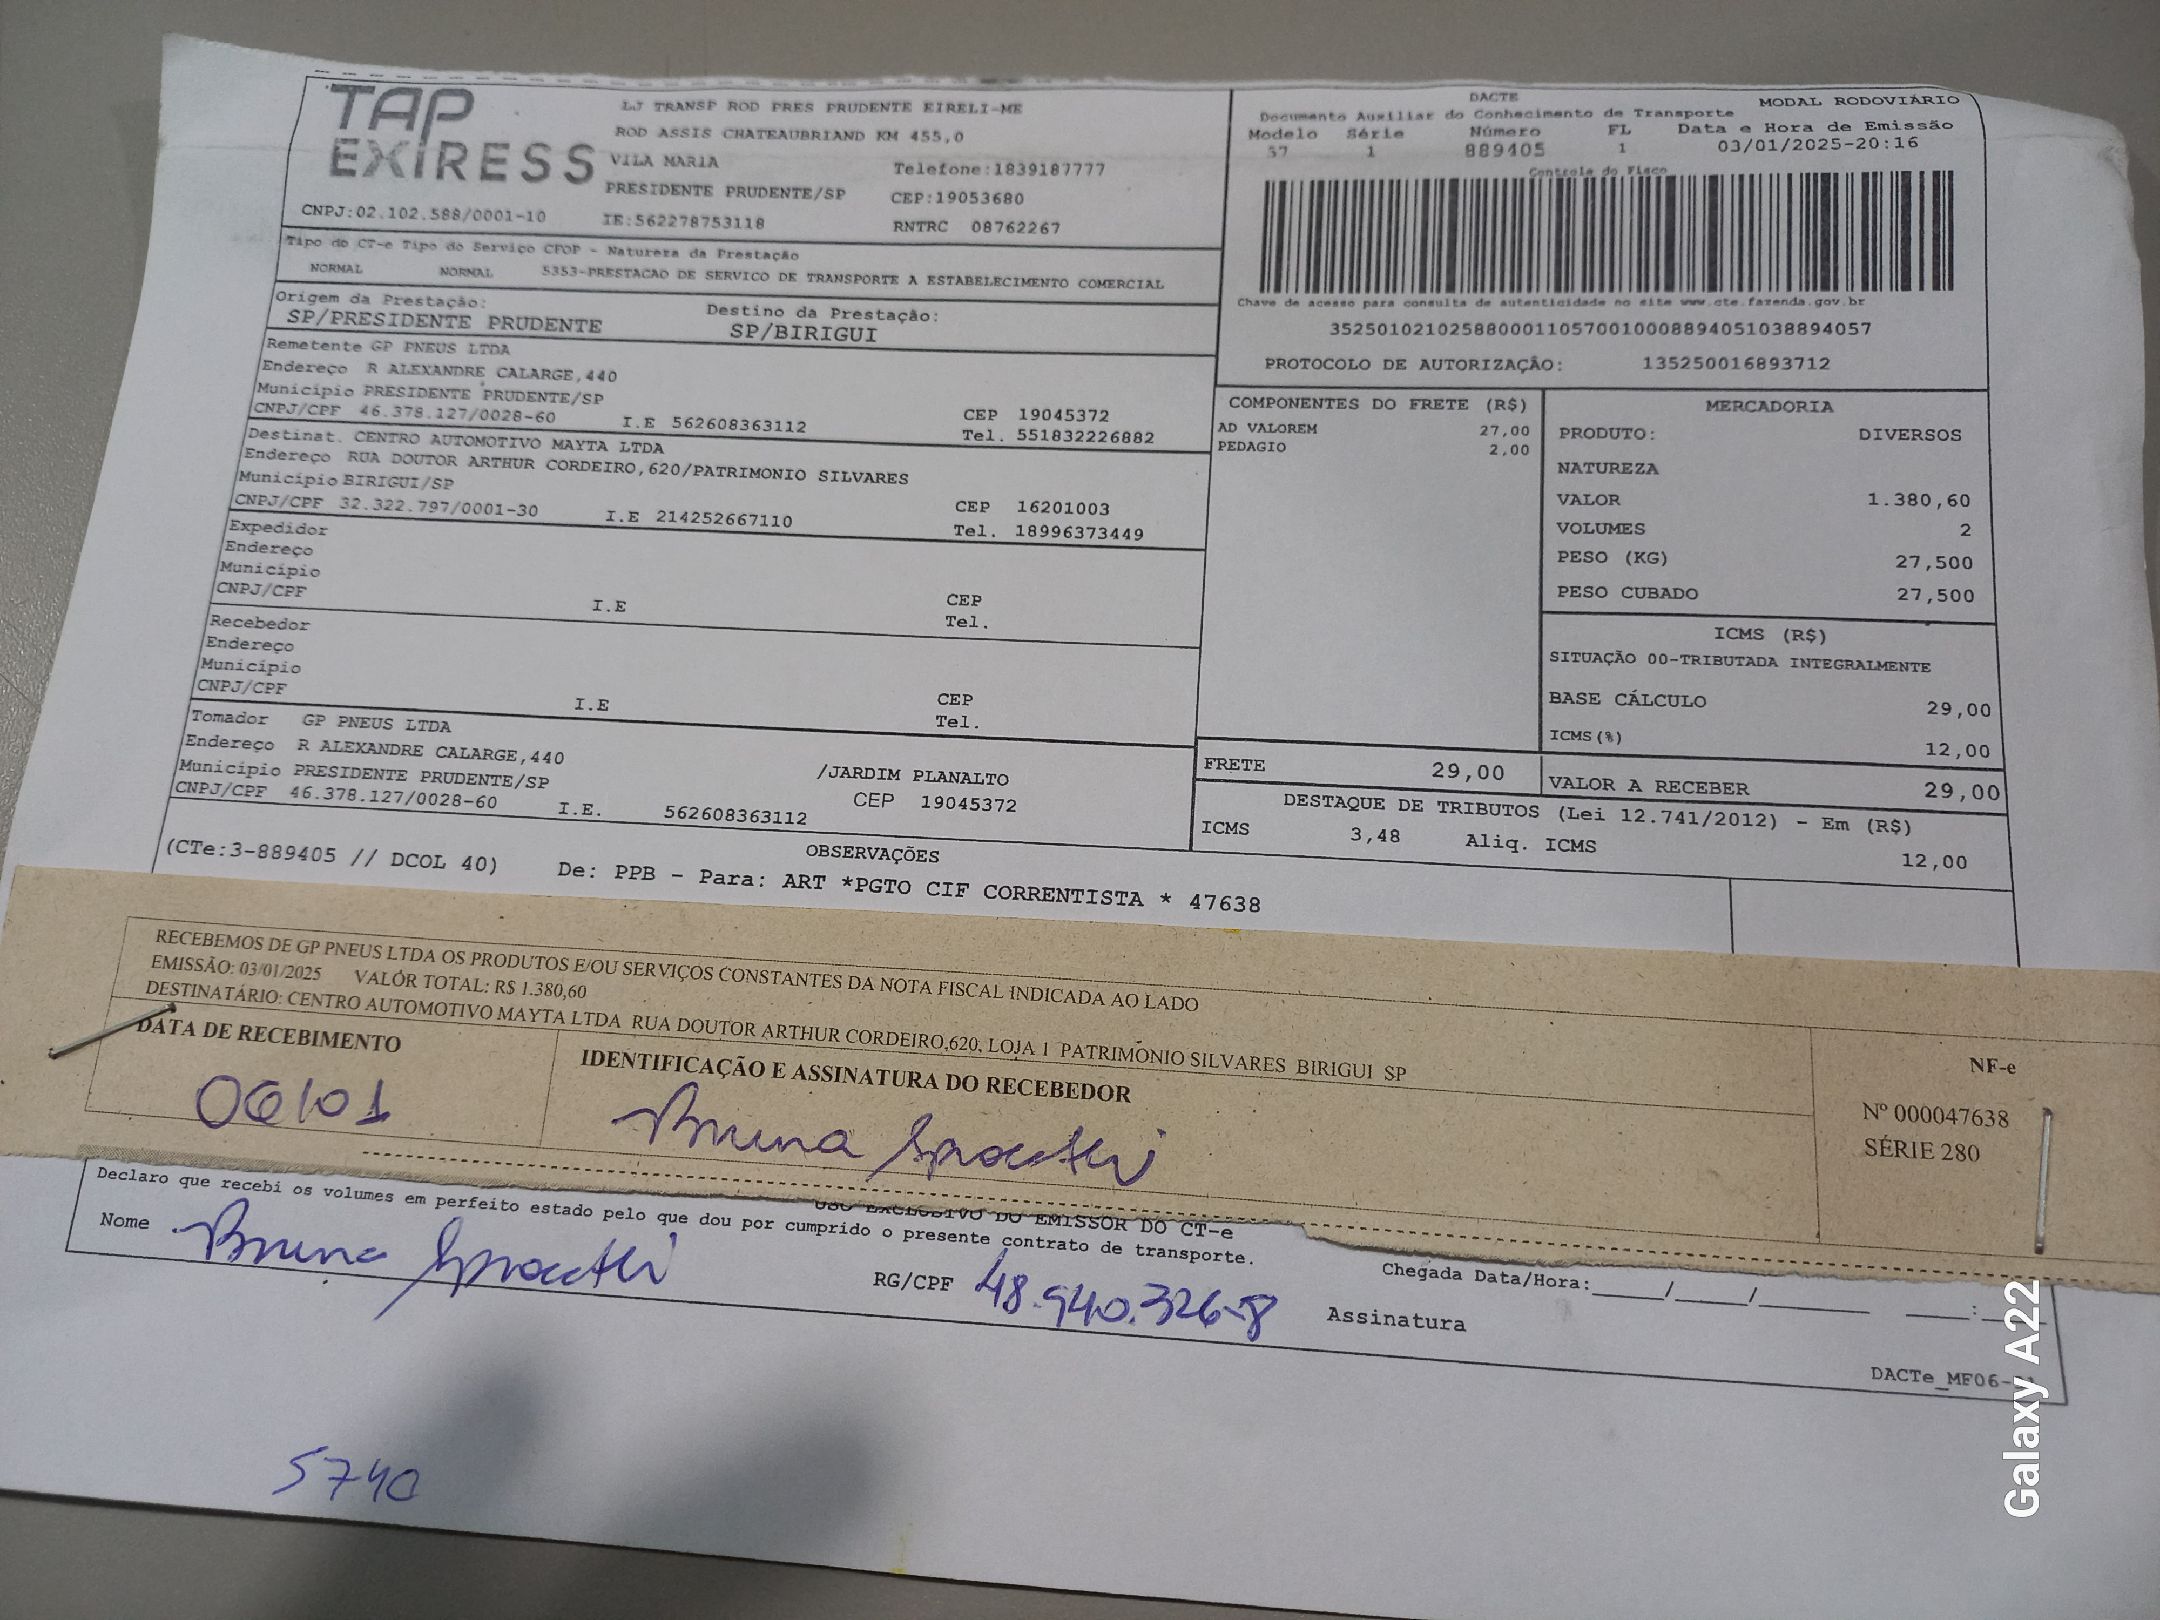 TAP
EXIRESS
LJ TRANSP ROD PRES PRUDENTE EIRELI-ME
ROD ASSIS CHATEAUBRIAND KM 455,0
VILA MARIA
Telefone:1839187777
PRESIDENTE PRUDENTE/SP
CEP:19053680
CNPJ:02.102.588/0001-10
IE:562278753118
RNTRC 08762267
DACTE
MODAL RODOVIÁRIO
Documento Auxiliar do Conhecimento de Transporte
Modelo Série Número FL Data e Hora de Emissão
57 1 889405 1 03/01/2025-20:16
Controle do Fisco
Chave de acesso para consulta de autenticidade no site www.cte.fazenda.gov.br
35250102102588000110570010008894051038894057
PROTOCOLO DE AUTORIZAÇÃO: 135250016893712
Tipo do CT-e Tipo do Serviço CFOP - Natureza da Prestação
NORMAL NORMAL 5353-PRESTACAO DE SERVICO DE TRANSPORTE A ESTABELECIMENTO COMERCIAL
Origem da Prestação: Destino da Prestação:
SP/PRESIDENTE PRUDENTE SP/BIRIGUI
Remetente GP PNEUS LTDA
Endereço R ALEXANDRE CALARGE,440
Município PRESIDENTE PRUDENTE/SP
CEP 19045372
CNPJ/CPF 46.378.127/0028-60 I.E 562608363112 Tel. 551832226882
Destinat. CENTRO AUTOMOTIVO MAYTA LTDA
Endereço RUA DOUTOR ARTHUR CORDEIRO,620/PATRIMONIO SILVARES
Município BIRIGUI/SP
CEP 16201003
CNPJ/CPF 32.322.797/0001-30 I.E 214252667110 Tel. 18996373449
Expedidor
Endereço
Município
CEP
CNPJ/CPF I.E Tel.
Recebedor
Endereço
Município
CEP
CNPJ/CPF I.E Tel.
Tomador GP PNEUS LTDA
Endereço R ALEXANDRE CALARGE,440 /JARDIM PLANALTO
Município PRESIDENTE PRUDENTE/SP CEP 19045372
CNPJ/CPF 46.378.127/0028-60 I.E. 562608363112
COMPONENTES DO FRETE (R$)
AD VALOREM 27,00
PEDAGIO 2,00
MERCADORIA
PRODUTO: DIVERSOS
NATUREZA
VALOR 1.380,60
VOLUMES 2
PESO (KG) 27,500
PESO CUBADO 27,500
ICMS (R$)
SITUAÇÃO 00-TRIBUTADA INTEGRALMENTE
BASE CÁLCULO 29,00
ICMS(%) 12,00
FRETE 29,00
VALOR A RECEBER 29,00
DESTAQUE DE TRIBUTOS (Lei 12.741/2012) - Em (R$)
ICMS 3,48 Aliq. ICMS 12,00
OBSERVAÇÕES
(CTe:3-889405 // DCOL 40) De: PPB - Para: ART *PGTO CIF CORRENTISTA * 47638
RECEBEMOS DE GP PNEUS LTDA OS PRODUTOS E/OU SERVIÇOS CONSTANTES DA NOTA FISCAL INDICADA AO LADO
EMISSÃO: 03/01/2025 VALOR TOTAL: R$ 1.380,60
DESTINATÁRIO: CENTRO AUTOMOTIVO MAYTA LTDA RUA DOUTOR ARTHUR CORDEIRO,620, LOJA 1 PATRIMONIO SILVARES BIRIGUI SP
DATA DE RECEBIMENTO
IDENTIFICAÇÃO E ASSINATURA DO RECEBEDOR
06/01
Bruna
NF-e
Nº 000047638
SÉRIE 280
USO EXCLUSIVO DO EMISSOR DO CT-e
Declaro que recebi os volumes em perfeito estado pelo que dou por cumprido o presente contrato de transporte.
Nome Bruna
RG/CPF 48.940.326-8
Chegada Data/Hora:_____/_____/_______ ____:____
Assinatura
DACTe_MF06-
5740
Galaxy A22